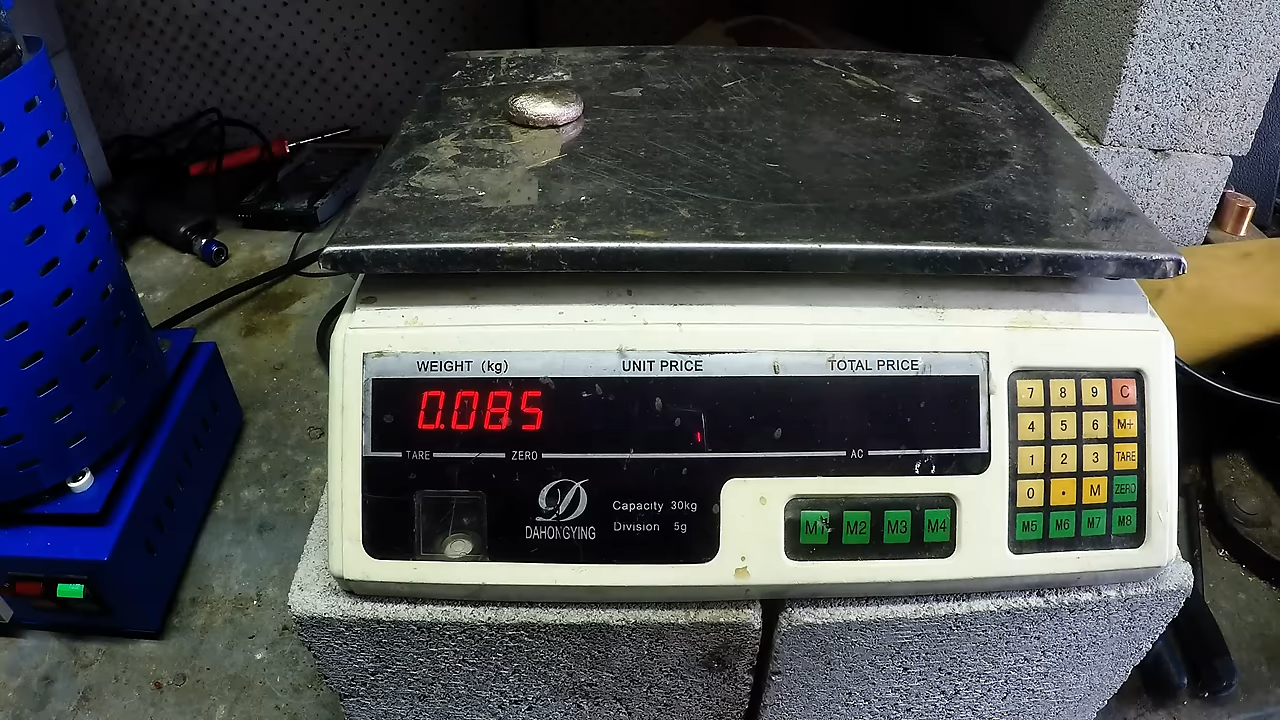 WEIGHT (kg) UNIT PRICE TOTAL PRICE
0.085
TARE ZERO AC
DAHONGYING
Capacity 30kg
Division 5g
M1 M2 M3 M4
7 8 9 C
4 5 6 M+
1 2 3 TARE
0 . M ZERO
M5 M6 M7 M8